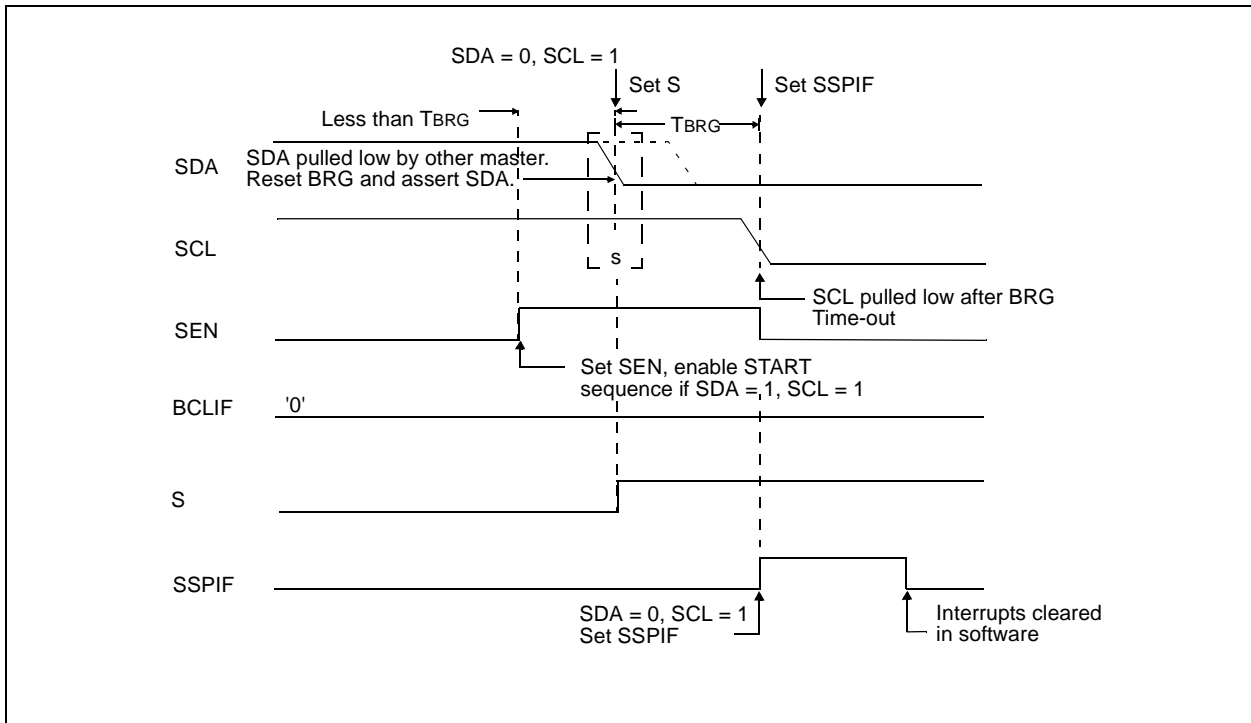 SDA = 0, SCL = 1
Set S
Set SSPIF
Less than TBRG
TBRG
SDA
SDA pulled low by other master.
Reset BRG and assert SDA.
SCL
S
SCL pulled low after BRG
Time-out
SEN
Set SEN, enable START
sequence if SDA = 1, SCL = 1
BCLIF
'0'
S
SSPIF
SDA = 0, SCL = 1
Set SSPIF
Interrupts cleared
in software